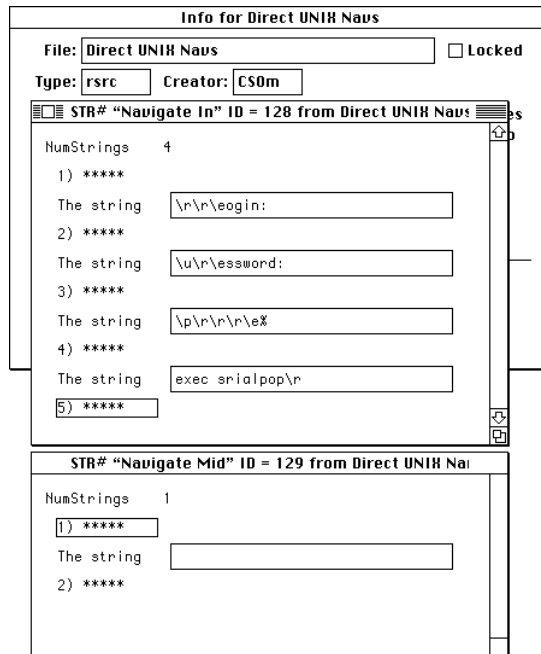 Info for Direct UNIX Navs
File: Direct UNIX Navs Locked
Type: rsrc Creator: CSOm
STR# “Navigate In” ID = 128 from Direct UNIX Navs
NumStrings 4
1) *****
The string \r\r\eogin:
2) *****
The string \u\r\essword:
3) *****
The string \p\r\r\r\e%
4) *****
The string exec srialpop\r
5) *****
STR# “Navigate Mid” ID = 129 from Direct UNIX Na
NumStrings 1
1) *****
The string
2) *****